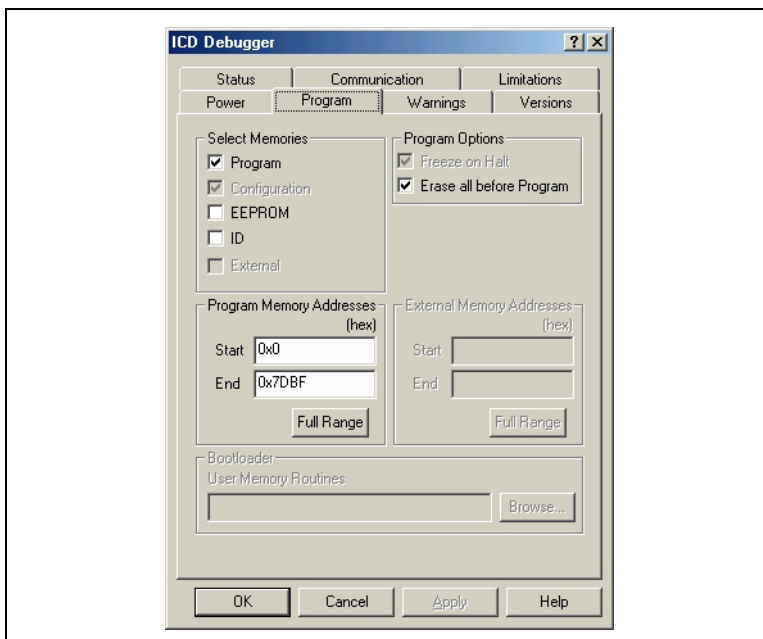 ICD Debugger
Status Communication Limitations
Power Program Warnings Versions
Select Memories
Program
Configuration
EEPROM
ID
External
Program Options
Freeze on Halt
Erase all before Program
Program Memory Addresses
(hex)
Start 0x0
End 0x7DBF
Full Range
External Memory Addresses
(hex)
Start
End
Full Range
Bootloader
User Memory Routines
Browse...
OK Cancel Apply Help